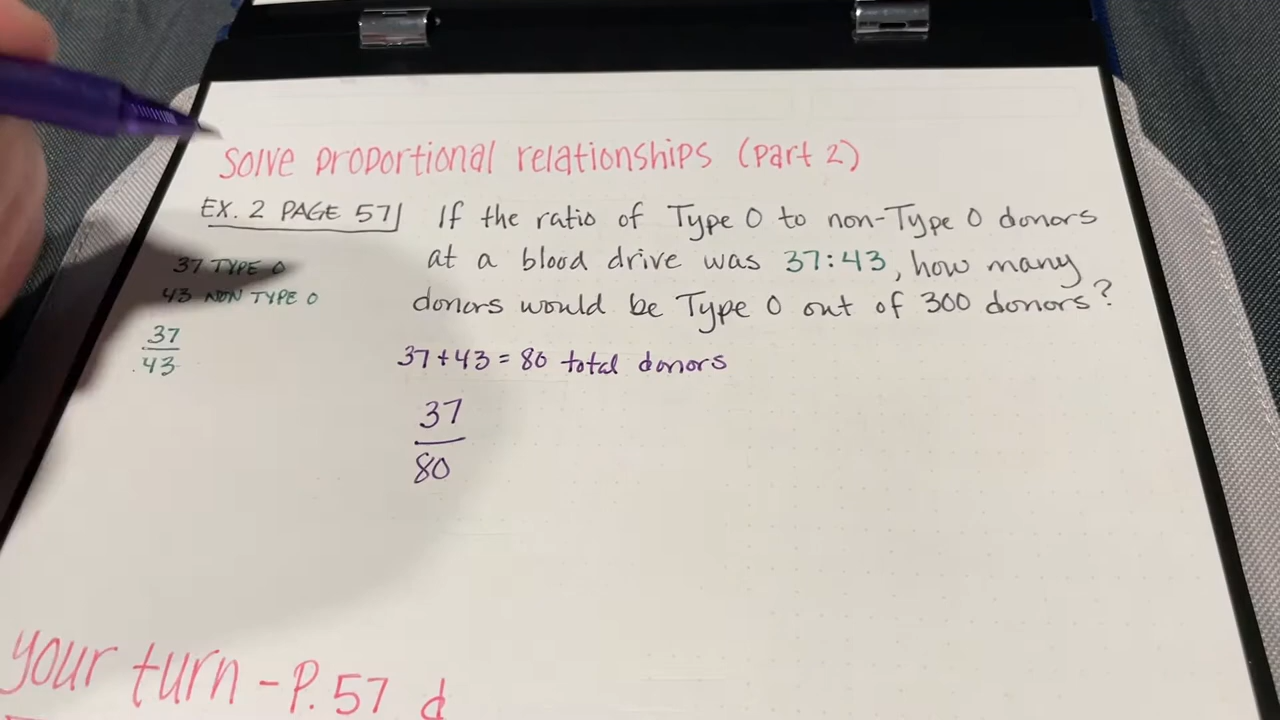 Solve proportional relationships (part 2)
EX. 2 PAGE 57 If the ratio of Type O to non-Type O donors
37 TYPE O at a blood drive was 37:43, how many
43 NON TYPE O donors would be Type O out of 300 donors?
37
43
37+43 = 80 total donors
37
80
your turn - P. 57 d